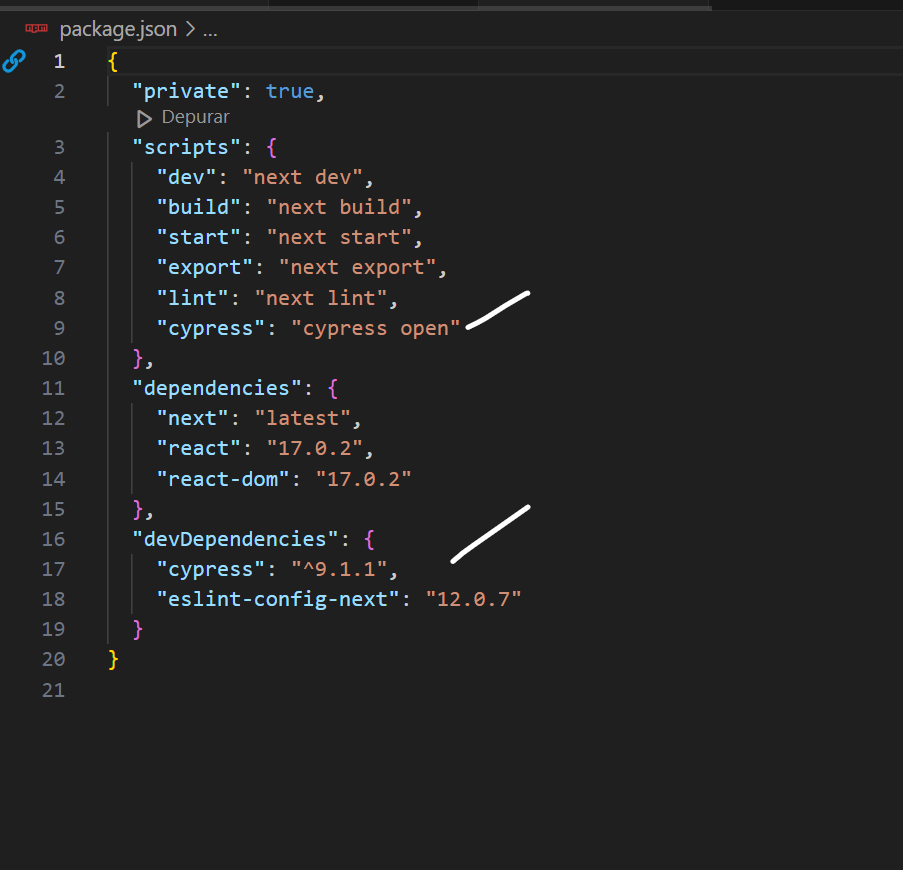 npm package.json > ...
1 {
2 "private": true,
Depurar
3 "scripts": {
4 "dev": "next dev",
5 "build": "next build",
6 "start": "next start",
7 "export": "next export",
8 "lint": "next lint",
9 "cypress": "cypress open"
10 },
11 "dependencies": {
12 "next": "latest",
13 "react": "17.0.2",
14 "react-dom": "17.0.2"
15 },
16 "devDependencies": {
17 "cypress": "^9.1.1",
18 "eslint-config-next": "12.0.7"
19 }
20 }
21